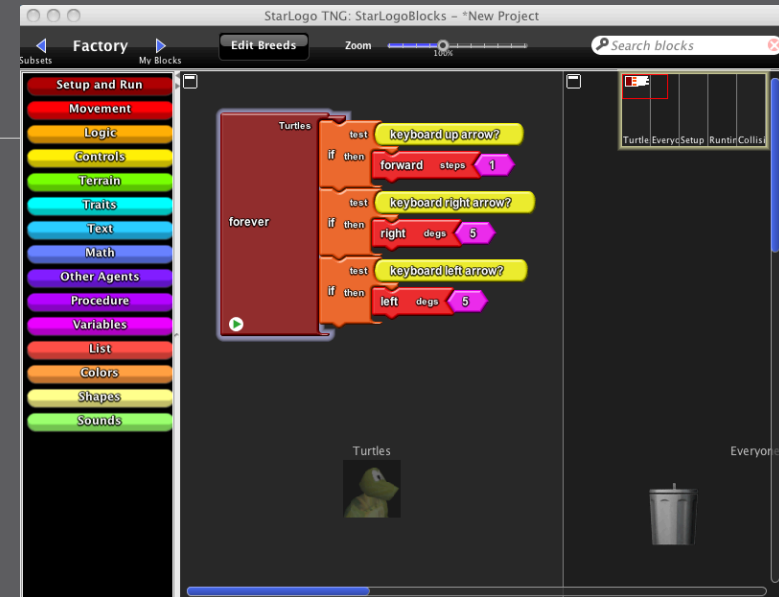 StarLogo TNG: StarLogoBlocks – *New Project
Subsets
Factory
My Blocks
Edit Breeds
Zoom
100%
Search blocks
Setup and Run
Movement
Logic
Controls
Terrain
Traits
Text
Math
Other Agents
Procedure
Variables
List
Colors
Shapes
Sounds
forever
Turtles
if
test
keyboard up arrow?
then
forward steps 1
if
test
keyboard right arrow?
then
right degs 5
if
test
keyboard left arrow?
then
left degs 5
Turtles
Turtle Everyo Setup Runtin Collisi
Everyone